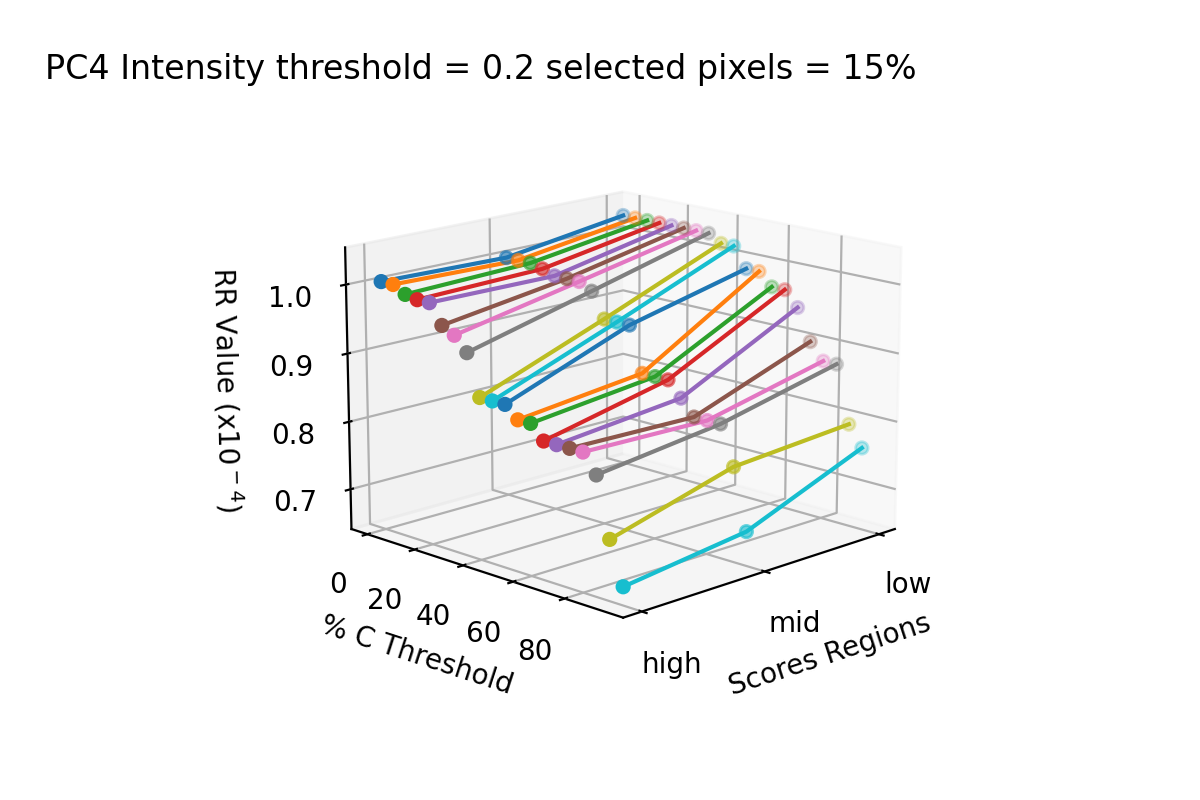 PC4 Intensity threshold = 0.2 selected pixels = 15%
RR Value (x10⁻⁴)
1.0
0.9
0.8
0.7
0
20
40
60
80
% C Threshold
high
mid
low
Scores Regions